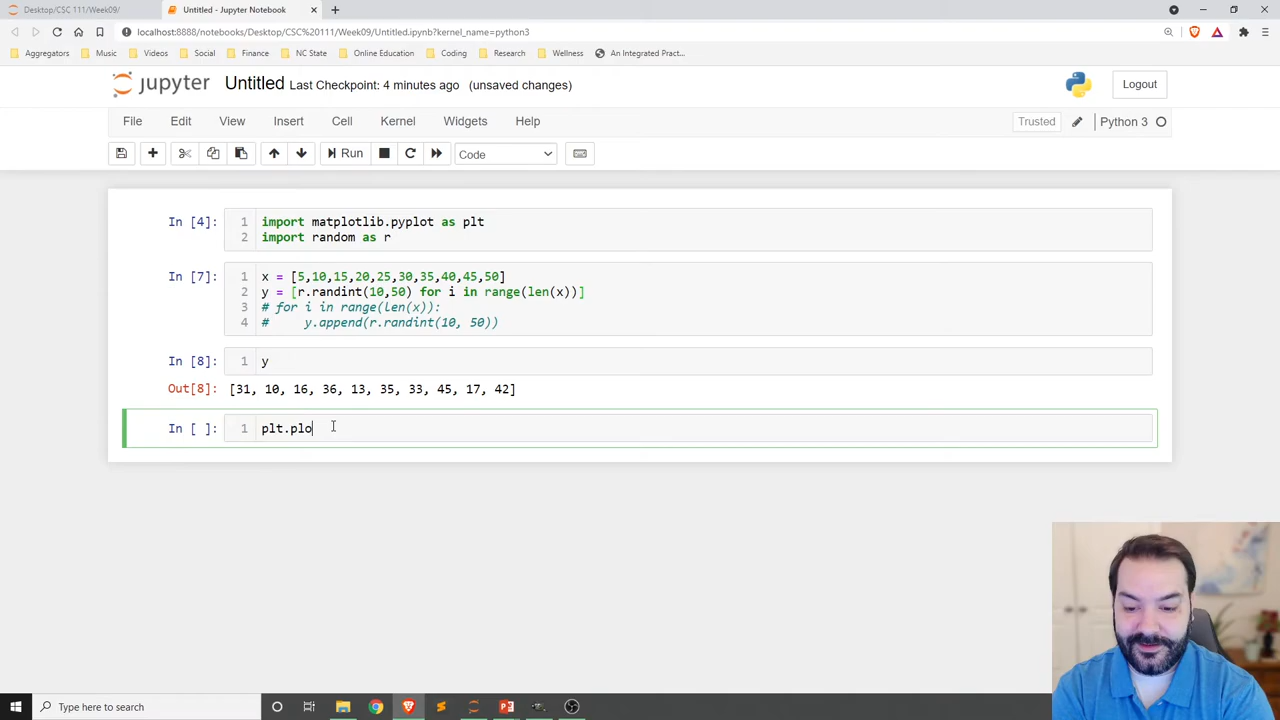 Desktop/CSC 111/Week09/
Untitled - Jupyter Notebook
localhost:8888/notebooks/Desktop/CSC%20111/Week09/Untitled.ipynb?kernel_name=python3
Aggregators Music Videos Social Finance NC State Online Education Coding Research Wellness An Integrated Pract...
jupyter Untitled Last Checkpoint: 4 minutes ago (unsaved changes) Logout
File Edit View Insert Cell Kernel Widgets Help Trusted Python 3
Run Code
In [4]: 1 import matplotlib.pyplot as plt
2 import random as r
In [7]: 1 x = [5,10,15,20,25,30,35,40,45,50]
2 y = [r.randint(10,50) for i in range(len(x))]
3 # for i in range(len(x)):
4 #     y.append(r.randint(10, 50))
In [8]: 1 y
Out[8]: [31, 10, 16, 36, 13, 35, 33, 45, 17, 42]
In [ ]: 1 plt.plo
Type here to search